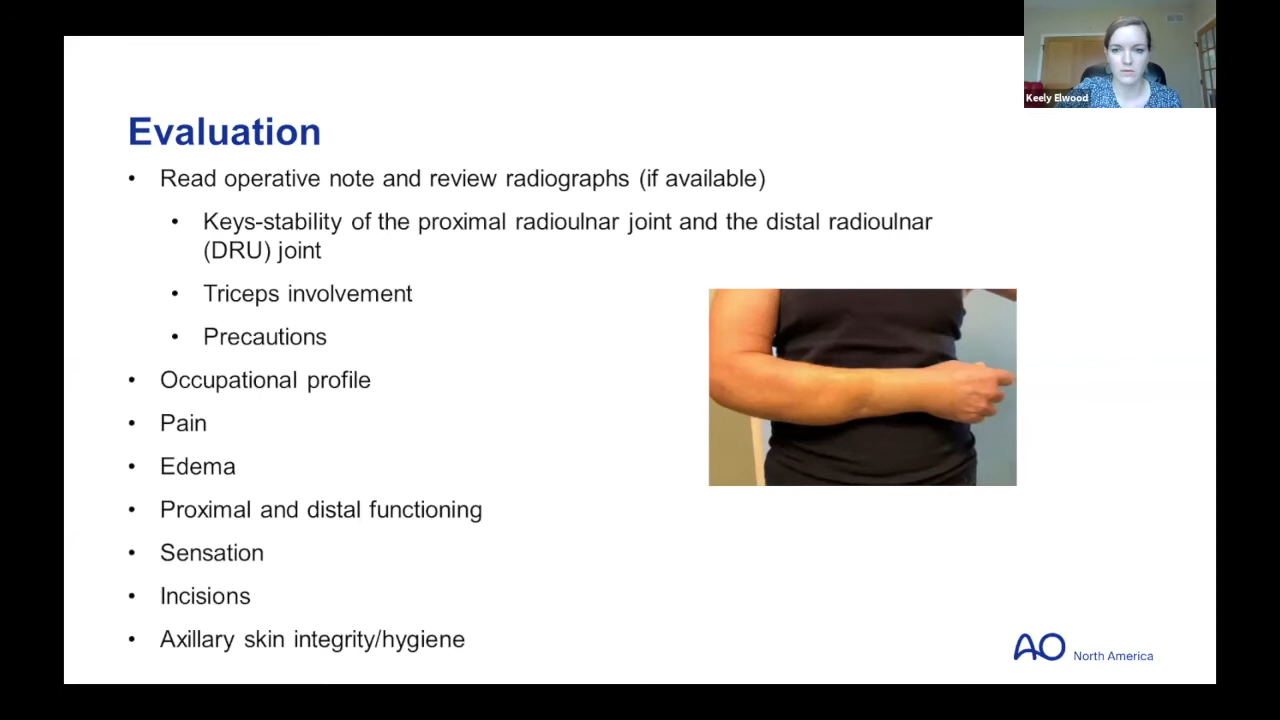 Keely Elwood
Evaluation
• Read operative note and review radiographs (if available)
• Keys-stability of the proximal radioulnar joint and the distal radioulnar
(DRU) joint
• Triceps involvement
• Precautions
• Occupational profile
• Pain
• Edema
• Proximal and distal functioning
• Sensation
• Incisions
• Axillary skin integrity/hygiene
AO North America